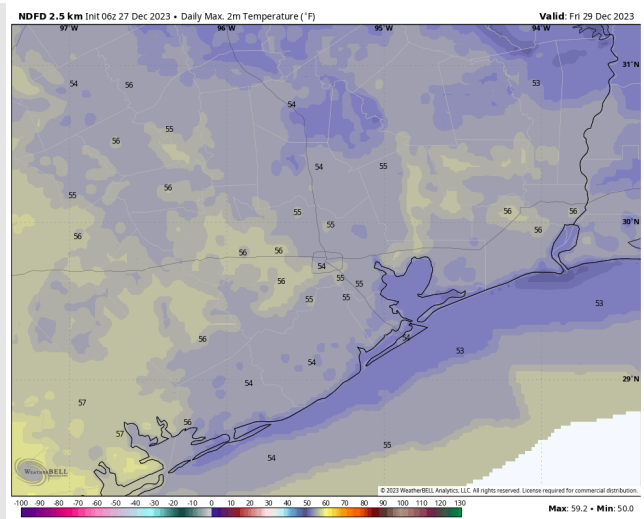 NDFD 2.5 km Init 06z 27 Dec 2023 • Daily Max. 2m Temperature (°F)
Valid: Fri 29 Dec 2023
97°W 96°W 95°W 94°W
31°N
54 56 53
54
55
56
54 55
56
55
55 56 56
55 56
56
56 56
54
56 55 55
55 55
53
56 54
53
54
29°N
54
57
56
57
55
54
30°N
WEATHERBELL
© 2023 WeatherBELL Analytics, LLC. All rights reserved. License required for commercial distribution.
-100 -90 -80 -70 -60 -50 -40 -30 -20 -10 0 10 20 30 40 50 60 70 80 90 100 110 120 130
Max: 59.2 • Min: 50.0